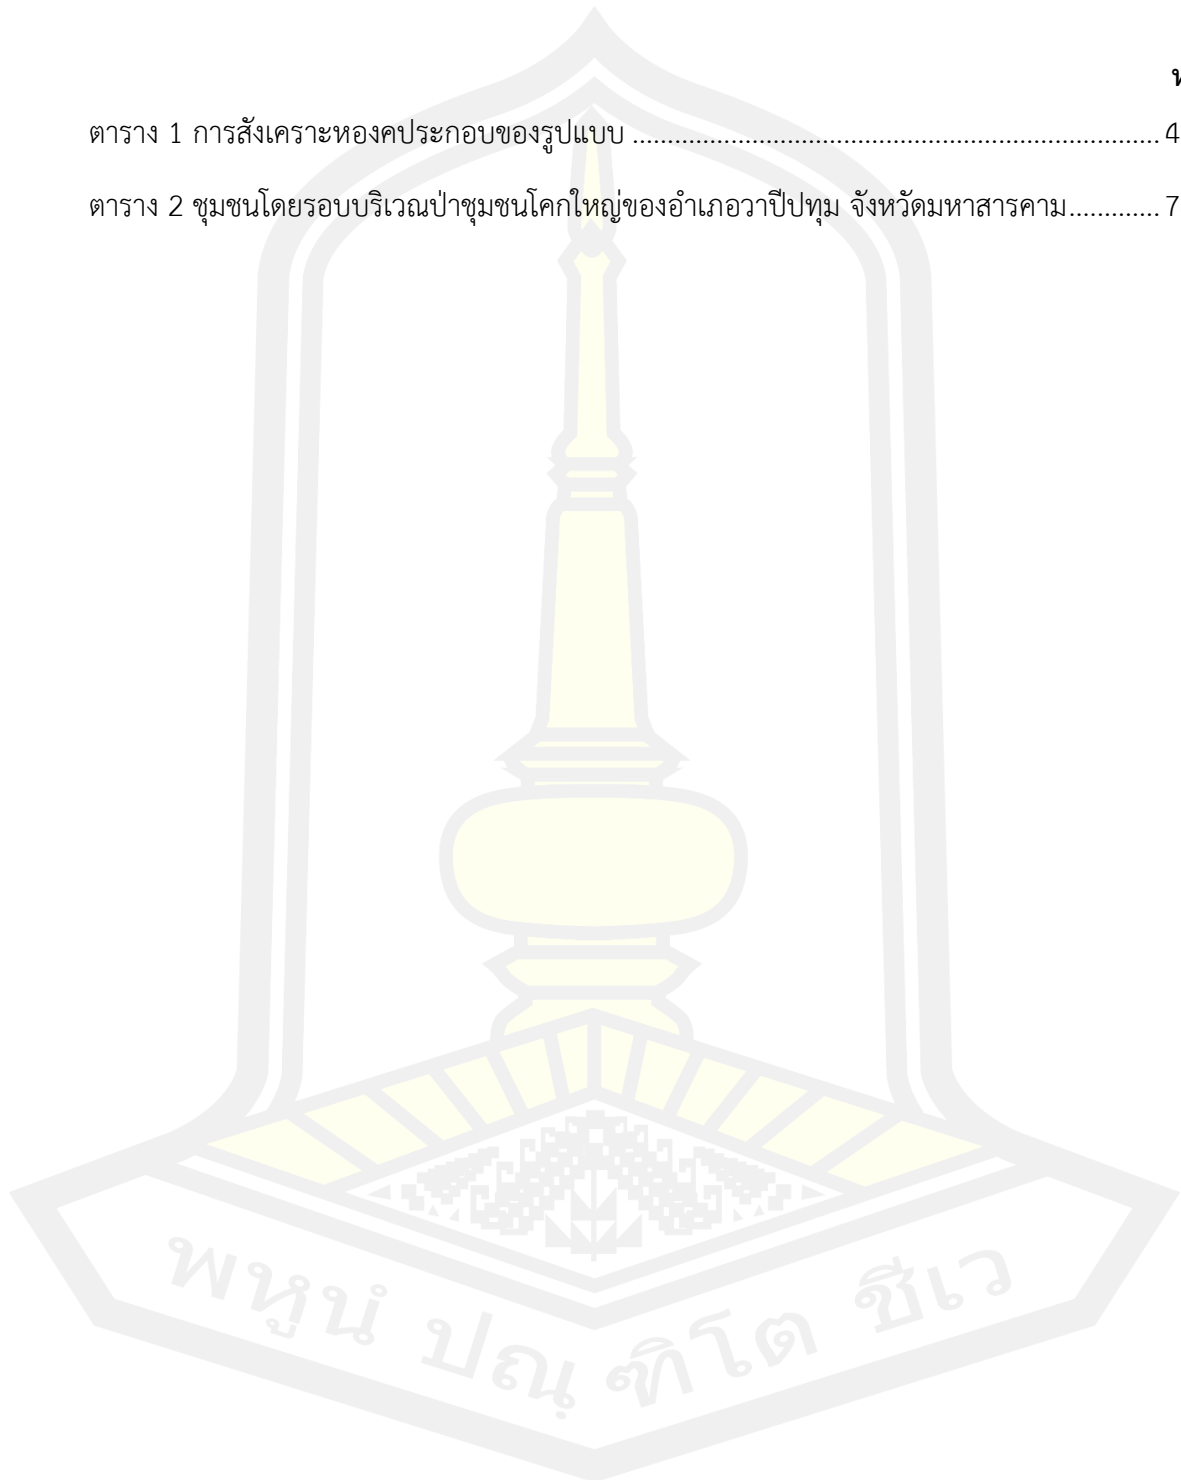 ตาราง 1 การสังเคราะหองคประกอบของรูปแบบ ........................................................................... 4
ตาราง 2 ชุมชนโดยรอบบริเวณป่าชุมชนโคกใหญ่ของอำเภอวาปีปทุม จังหวัดมหาสารคาม............. 7
พหูนํ ปณฺฑิโต ชีเว